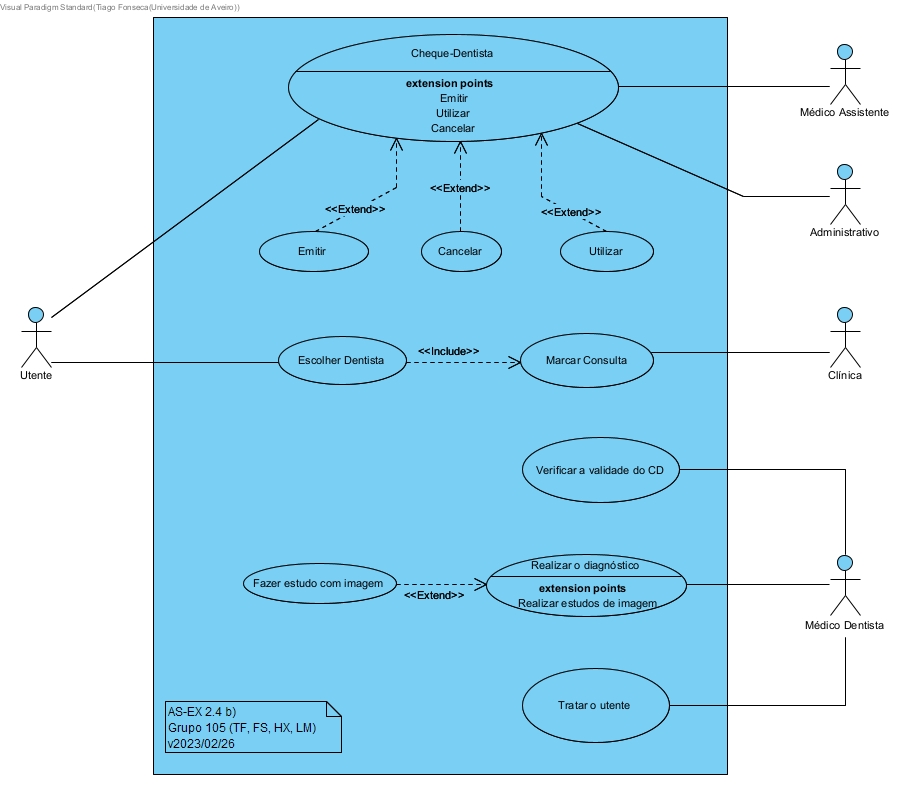 Visual Paradigm Standard(Tiago Fonseca(Universidade de Aveiro))
Cheque-Dentista
extension points
Emitir
Utilizar
Cancelar
Médico Assistente
<<Extend>>
<<Extend>>
<<Extend>>
Administrativo
Emitir
Cancelar
Utilizar
Utente
Escolher Dentista
<<Include>>
Marcar Consulta
Clínica
Verificar a validade do CD
Fazer estudo com imagem
<<Extend>>
Realizar o diagnóstico
extension points
Realizar estudos de imagem
Médico Dentista
Tratar o utente
AS-EX 2.4 b)
Grupo 105 (TF, FS, HX, LM)
v2023/02/26